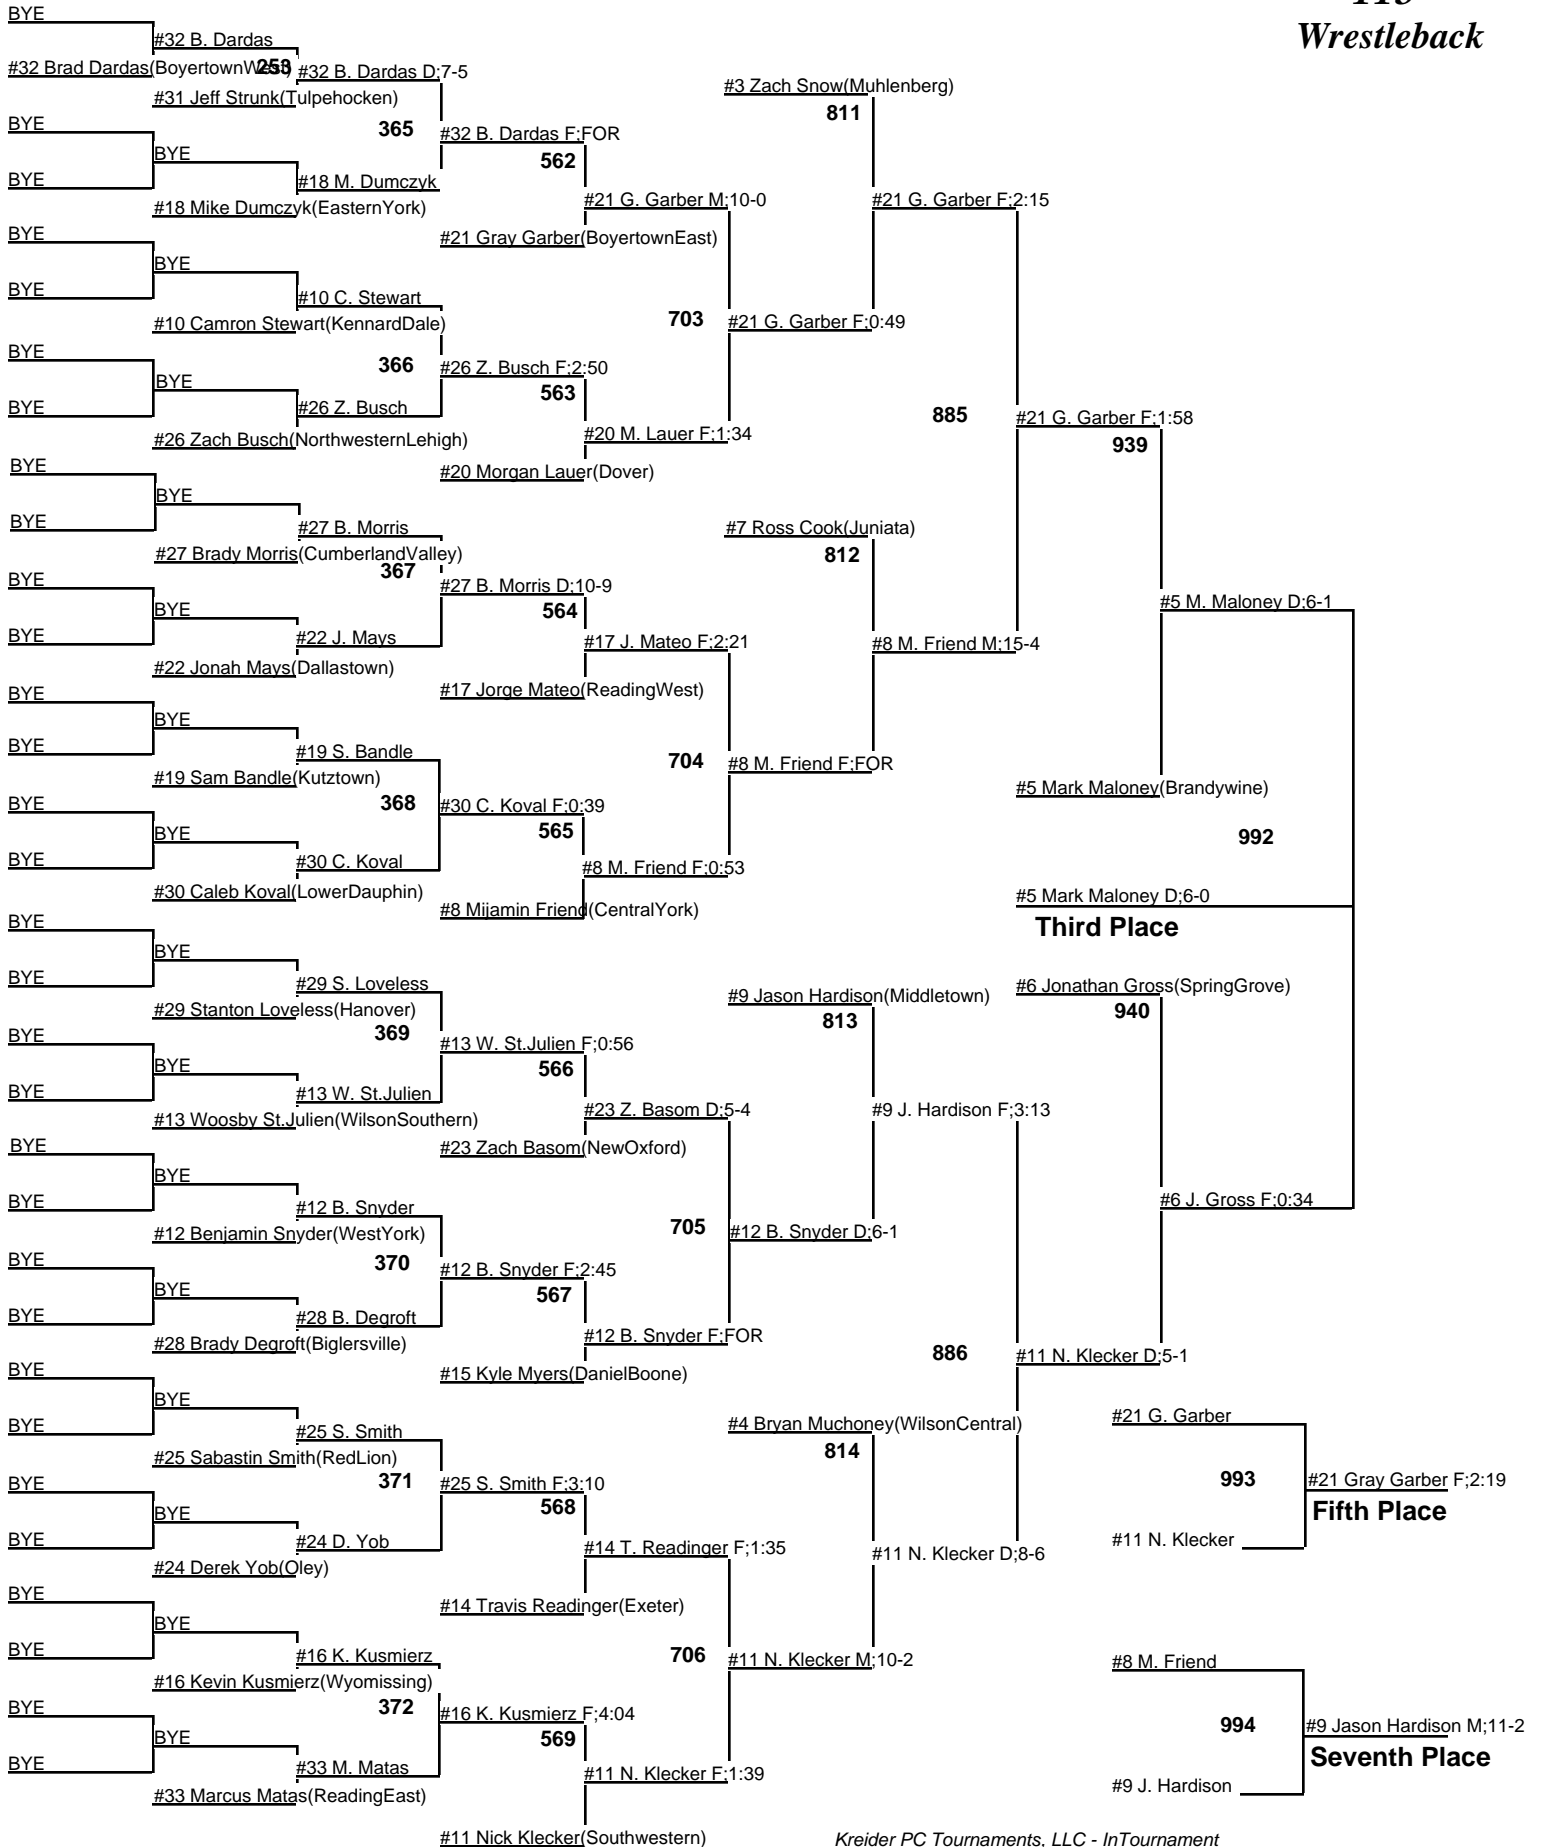 Wrestleback
BYE
#32 B. Dardas
#32 Brad Dardas(BoyertownWest)
253
#32 B. Dardas D;7-5
#31 Jeff Strunk(Tulpehocken)
BYE
365
#32 B. Dardas F;FOR
562
BYE
BYE
#18 M. Dumczyk
#18 Mike Dumczyk(EasternYork)
#21 G. Garber M;10-0
#21 Gray Garber(BoyertownEast)
BYE
BYE
BYE
#10 C. Stewart
#10 Camron Stewart(KennardDale)
BYE
366
#26 Z. Busch F;2:50
563
BYE
BYE
#26 Z. Busch
#26 Zach Busch(NorthwesternLehigh)
#20 M. Lauer F;1:34
#20 Morgan Lauer(Dover)
703
#21 G. Garber F;0:49
#3 Zach Snow(Muhlenberg)
811
#21 G. Garber F;2:15
BYE
BYE
BYE
#27 B. Morris
#27 Brady Morris(CumberlandValley)
367
#27 B. Morris D;10-9
564
BYE
BYE
BYE
#22 J. Mays
#22 Jonah Mays(Dallastown)
#17 J. Mateo F;2:21
#17 Jorge Mateo(ReadingWest)
BYE
BYE
BYE
#19 S. Bandle
#19 Sam Bandle(Kutztown)
368
#30 C. Koval F;0:39
565
BYE
BYE
BYE
#30 C. Koval
#30 Caleb Koval(LowerDauphin)
#8 M. Friend F;0:53
#8 Mijamin Friend(CentralYork)
704
#8 M. Friend F;FOR
#7 Ross Cook(Juniata)
812
#8 M. Friend M;15-4
885
#21 G. Garber F;1:58
939
#5 M. Maloney D;6-1
#5 Mark Maloney(Brandywine)
992
#5 Mark Maloney D;6-0
Third Place
BYE
BYE
BYE
#29 S. Loveless
#29 Stanton Loveless(Hanover)
369
#13 W. St.Julien F;0:56
566
BYE
BYE
BYE
#13 W. St.Julien
#13 Woosby St.Julien(WilsonSouthern)
#23 Z. Basom D;5-4
#23 Zach Basom(NewOxford)
BYE
BYE
BYE
#12 B. Snyder
#12 Benjamin Snyder(WestYork)
370
#12 B. Snyder F;2:45
567
BYE
BYE
BYE
#28 B. Degroft
#28 Brady Degroft(Biglersville)
#12 B. Snyder F;FOR
#15 Kyle Myers(DanielBoone)
705
#12 B. Snyder D;6-1
#9 Jason Hardison(Middletown)
813
#9 J. Hardison F;3:13
#6 Jonathan Gross(SpringGrove)
940
#6 J. Gross F;0:34
BYE
BYE
BYE
#25 S. Smith
#25 Sabastin Smith(RedLion)
371
#25 S. Smith F;3:10
568
BYE
BYE
BYE
#24 D. Yob
#24 Derek Yob(Oley)
#14 T. Readinger F;1:35
#14 Travis Readinger(Exeter)
BYE
BYE
BYE
#16 K. Kusmierz
#16 Kevin Kusmierz(Wyomissing)
372
#16 K. Kusmierz F;4:04
569
BYE
BYE
BYE
#33 M. Matas
#33 Marcus Matas(ReadingEast)
#11 N. Klecker F;1:39
#11 Nick Klecker(Southwestern)
706
#11 N. Klecker M;10-2
#4 Bryan Muchoney(WilsonCentral)
814
#11 N. Klecker D;8-6
886
#11 N. Klecker D;5-1
#21 G. Garber
993
#21 Gray Garber F;2:19
Fifth Place
#11 N. Klecker
#8 M. Friend
994
#9 Jason Hardison M;11-2
Seventh Place
#9 J. Hardison
Kreider PC Tournaments, LLC - InTournament